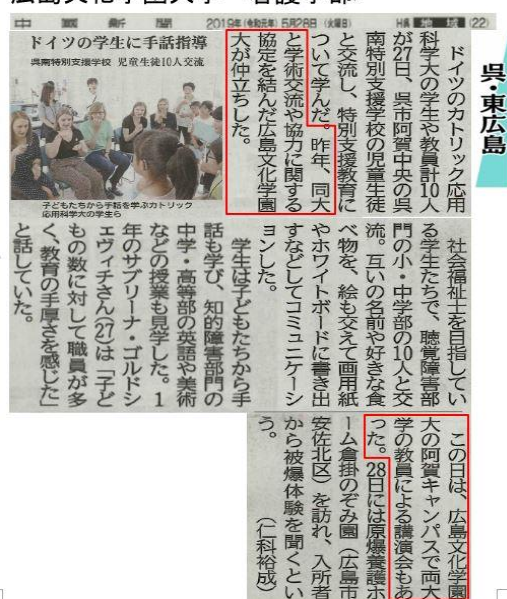 中國新聞 2019年(令和元年)5月28日(火曜日) 地域 (22)
呉・東広島
ドイツの学生に手話指導
呉南特別支援学校 児童生徒10人交流
子どもたちから手話を学ぶカトリック
応用科学大の学生ら
ドイツのカトリック応用
科学大の学生や教員計10人
が27日、呉市阿賀中央の呉
南特別支援学校の児童生徒
と交流し、特別支援教育に
ついて学んだ。昨年、同大
と学術交流や協力に関する
協定を結んだ広島文化学園
大が仲立ちした。
社会福祉士を目指してい
る学生たちで、聴覚障害部
門の小・中学部の10人と交
流。互いの名前や好きな食
べ物を、絵も交えて画用紙
やホワイトボードに書き出
すなどしてコミュニケーシ
ョンした。
学生は子どもたちから手
話も学び、知的障害部門の
中学・高等部の英語や美術
などの授業も見学した。1
年のサブリーナ・ゴルドシ
ェヴィチさん(27)は「子ど
もの数に対して職員が多
く、教育の手厚さを感じた」
と話していた。
この日は、広島文化学園
大の阿賀キャンパスで両大
学の教員による講演会もあ
った。28日には原爆養護ホ
ーム倉掛のぞみ園(広島市
安佐北区)を訪れ、入所者
から被爆体験を聞くとい
う。 (仁科裕成)